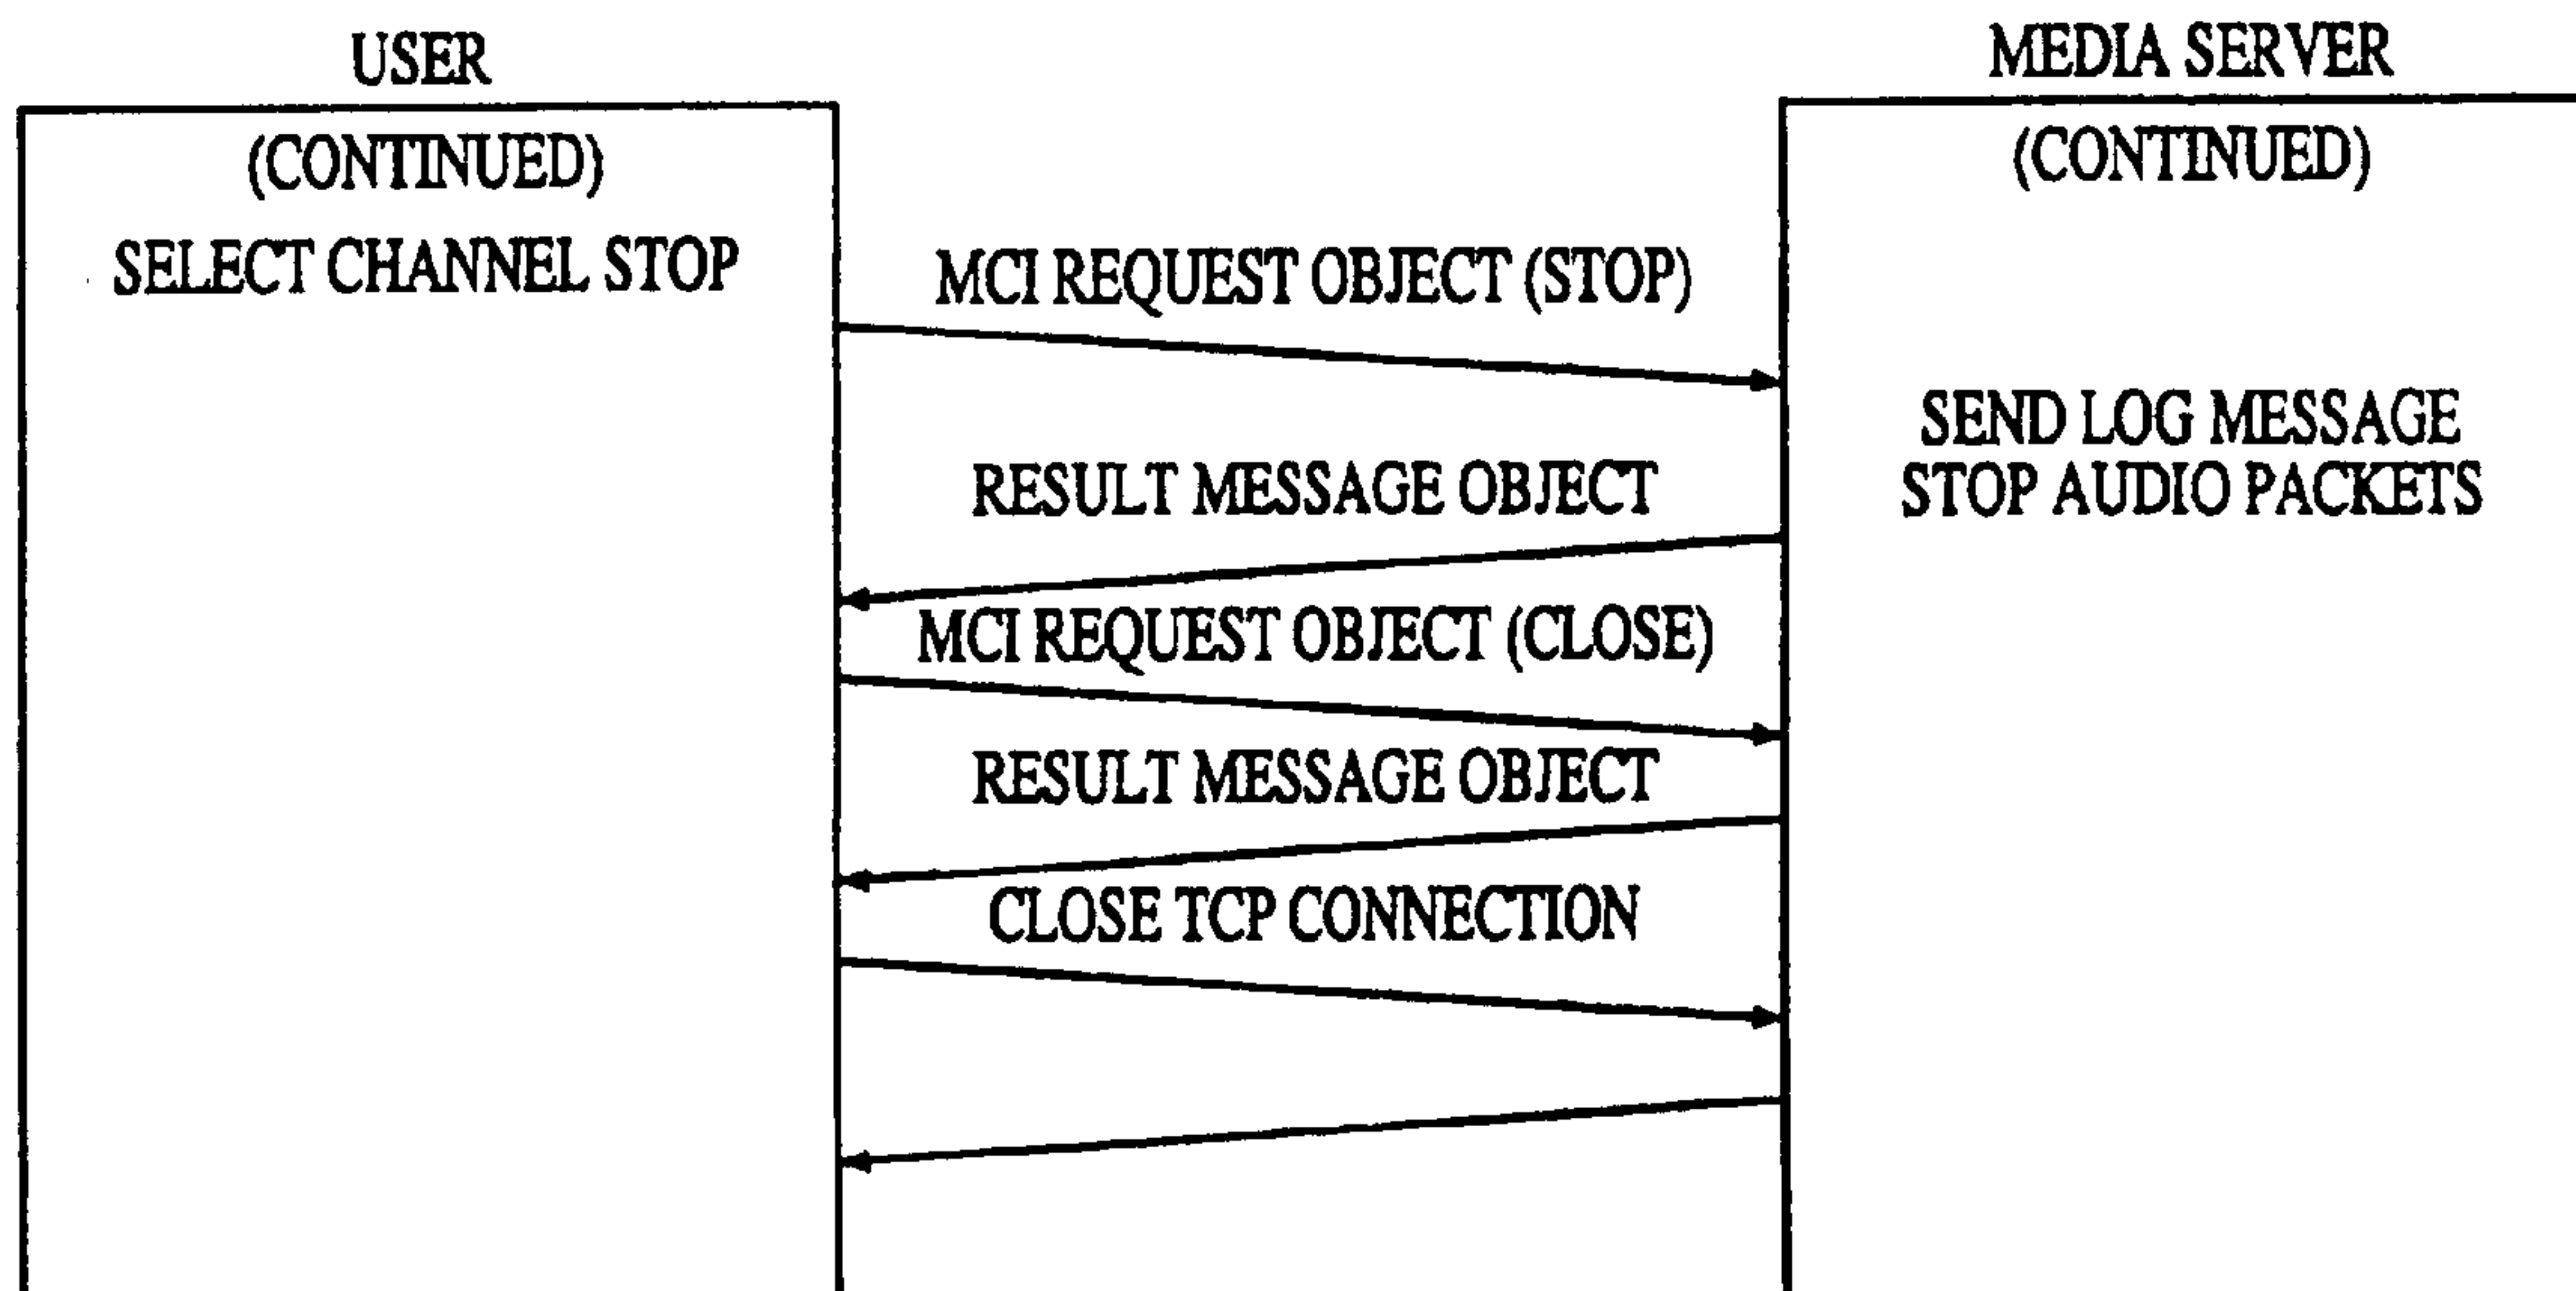 USER
MEDIA SERVER
(CONTINUED)
(CONTINUED)
SELECT CHANNEL STOP
MCI REQUEST OBJECT (STOP)
SEND LOG MESSAGE
STOP AUDIO PACKETS
RESULT MESSAGE OBJECT
MCI REQUEST OBJECT (CLOSE)
RESULT MESSAGE OBJECT
CLOSE TCP CONNECTION